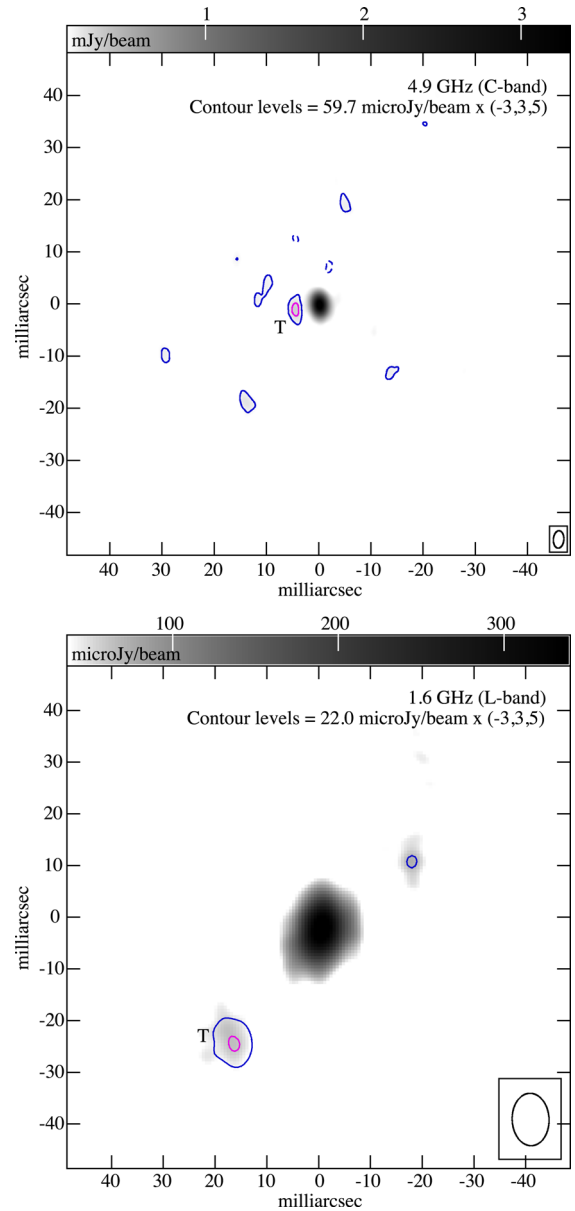 1 2 3
mJy/beam
4.9 GHz (C-band)
Contour levels = 59.7 microJy/beam x (-3,3,5)
40
30
20
10
0
-10
-20
-30
-40
milliarcsec
T
40 30 20 10 0 -10 -20 -30 -40
milliarcsec
100 200 300
microJy/beam
1.6 GHz (L-band)
Contour levels = 22.0 microJy/beam x (-3,3,5)
40
30
20
10
0
-10
-20
-30
-40
milliarcsec
T
40 30 20 10 0 -10 -20 -30 -40
milliarcsec